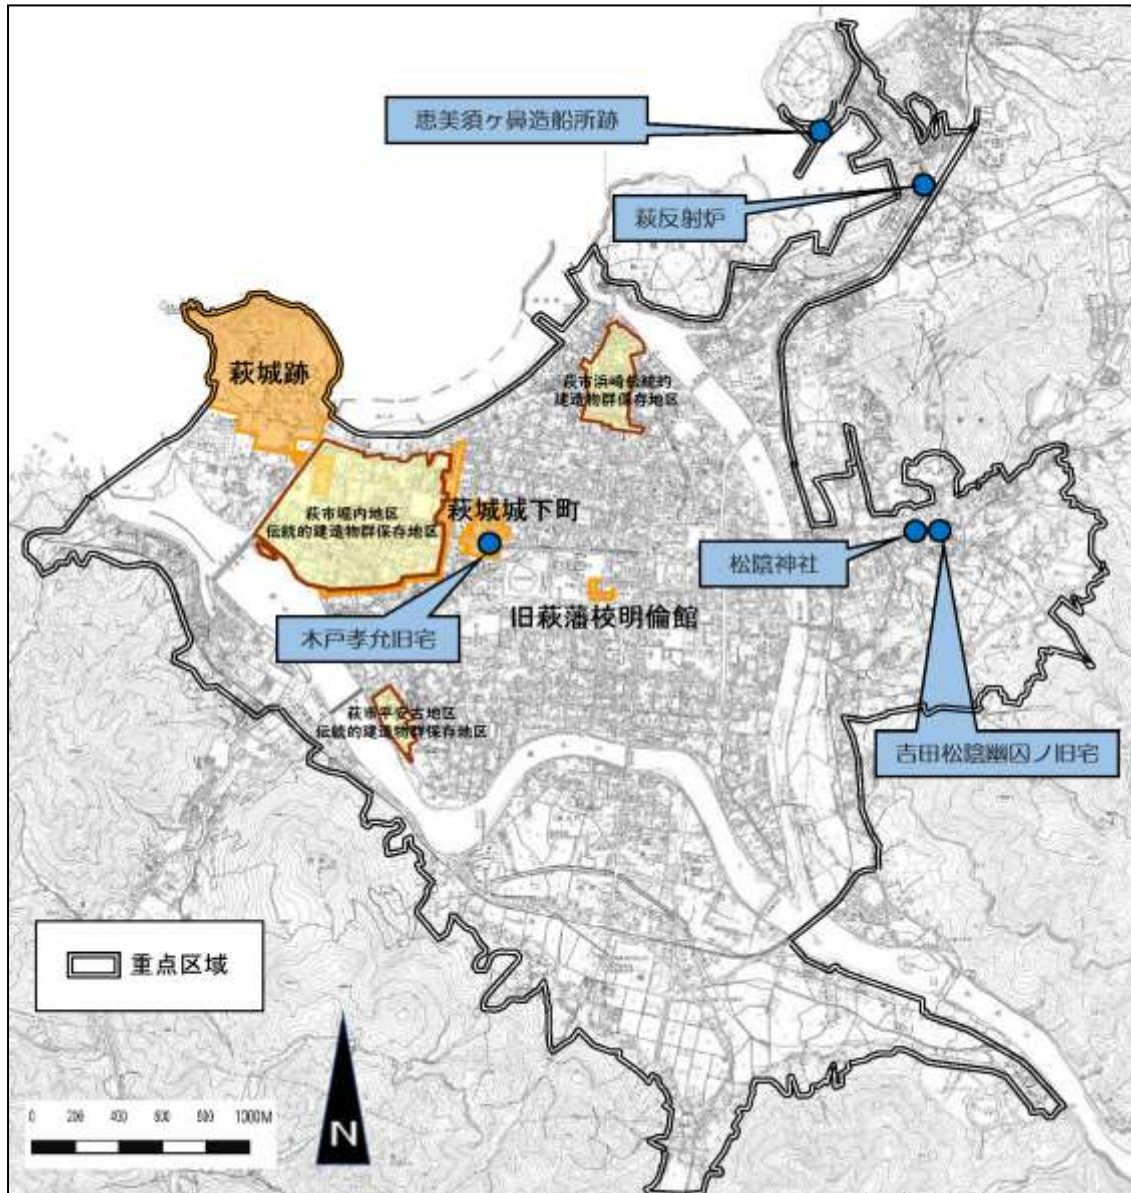 恵美須ヶ鼻造船所跡
萩反射炉
萩城跡
萩市浜崎伝統的
建造物群保存地区
萩市堀内地区
伝統的建造物群保存地区
萩城城下町
松陰神社
旧萩藩校明倫館
木戸孝允旧宅
萩市平安古地区
伝統的建造物群保存地区
吉田松陰幽囚ノ旧宅
重点区域
0 200 400 600 800 1000M
N